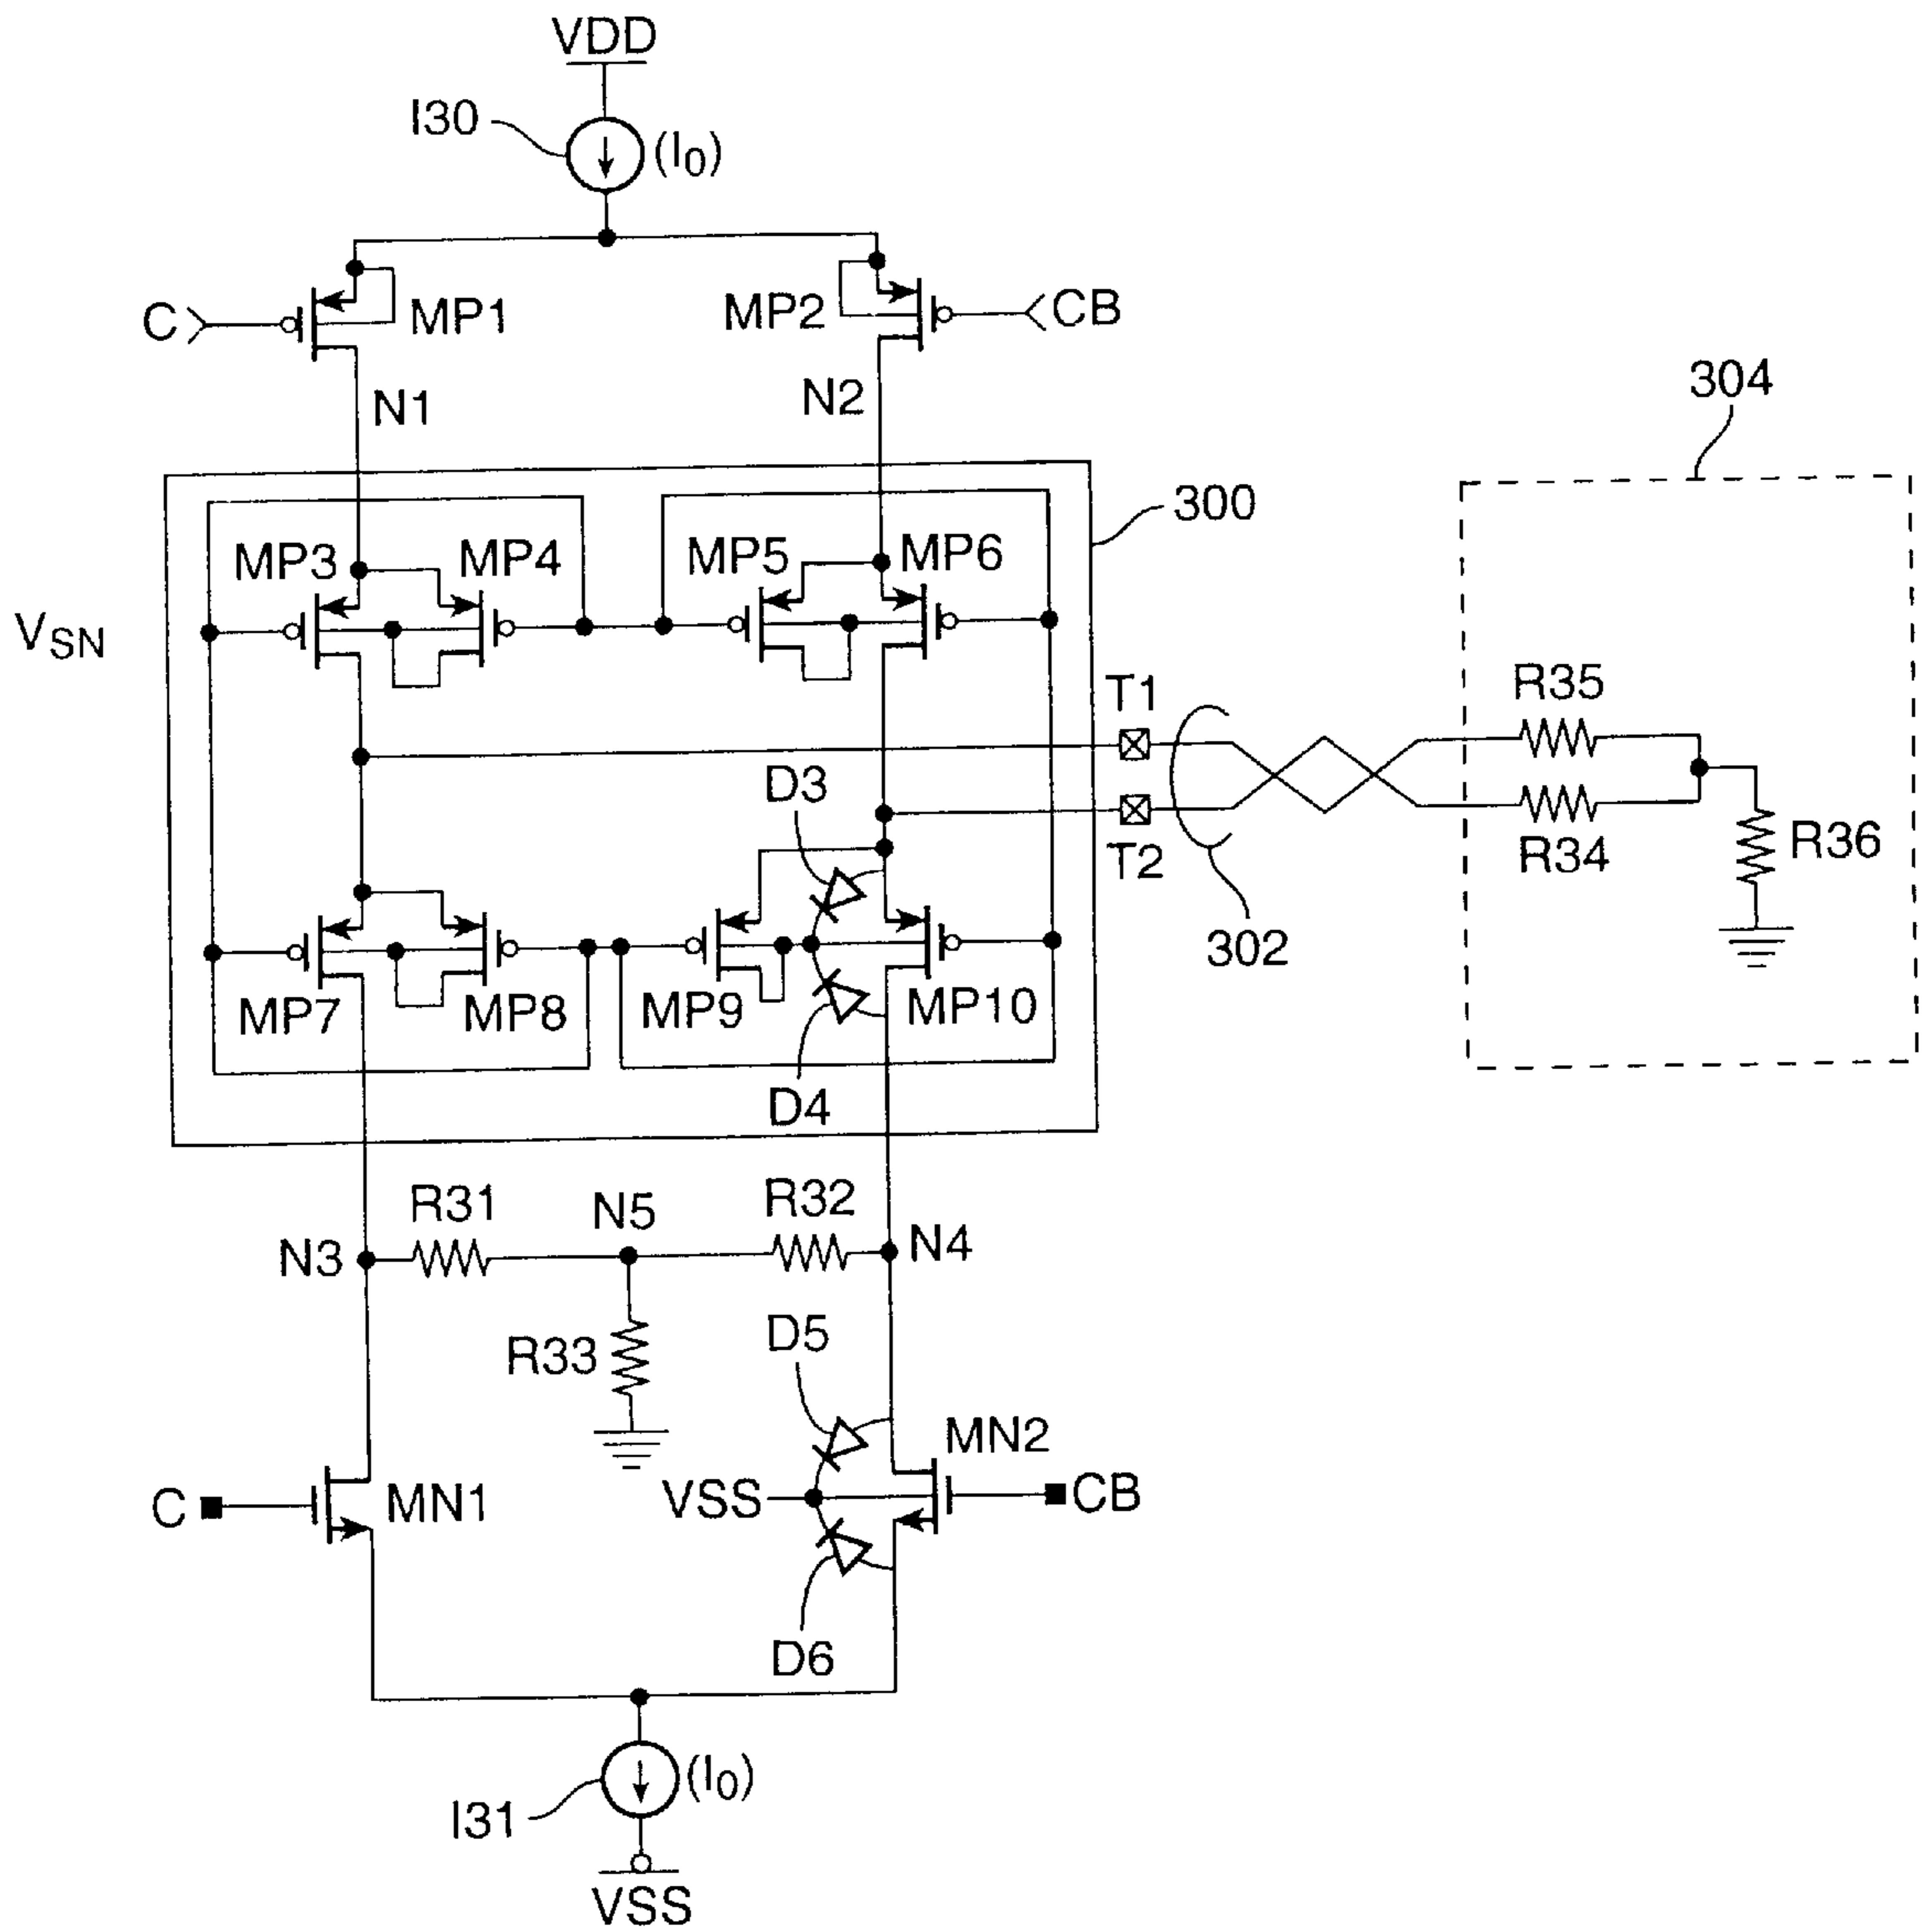 VDD
I30
(I0)
C
MP1
MP2
CB
N1
N2
304
300
MP3
MP4
MP5
MP6
VSN
R35
T1
D3
T2
R34
R36
302
MP7
MP8
MP9
MP10
D4
R31
N5
R32
N3
N4
R33
D5
MN2
C
MN1
VSS
CB
D6
(I0)
I31
VSS